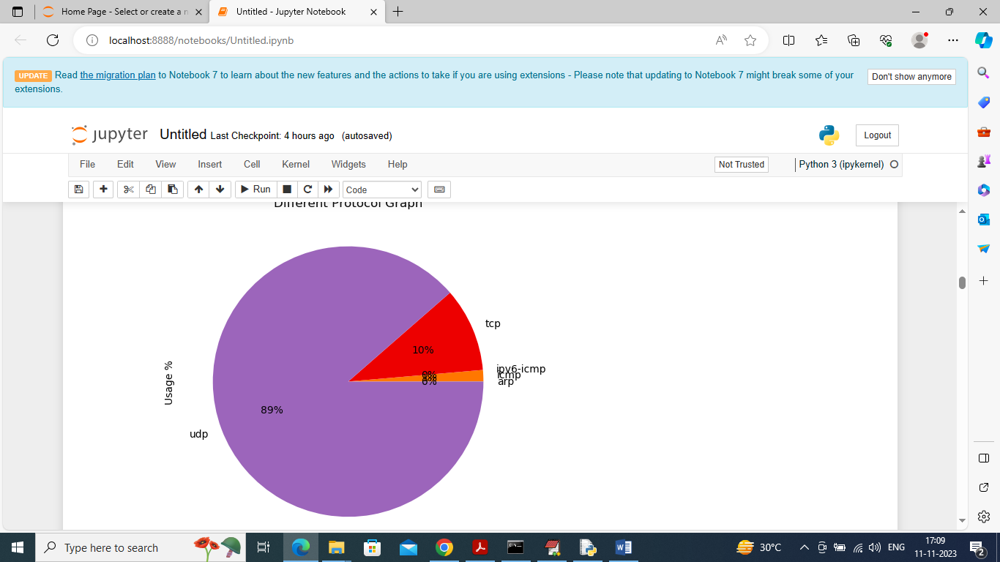 Home Page - Select or create a n
Untitled - Jupyter Notebook
localhost:8888/notebooks/Untitled.ipynb
UPDATE Read the migration plan to Notebook 7 to learn about the new features and the actions to take if you are using extensions - Please note that updating to Notebook 7 might break some of your
extensions.
Don't show anymore
jupyter Untitled Last Checkpoint: 4 hours ago (autosaved)
Logout
File Edit View Insert Cell Kernel Widgets Help
Not Trusted
Python 3 (ipykernel)
Run
Code
Different Protocol Graph
tcp
10%
ipv6-icmp
icmp
arp
0%
0%
Usage %
89%
udp
Type here to search
30°C
ENG
17:09
11-11-2023
2